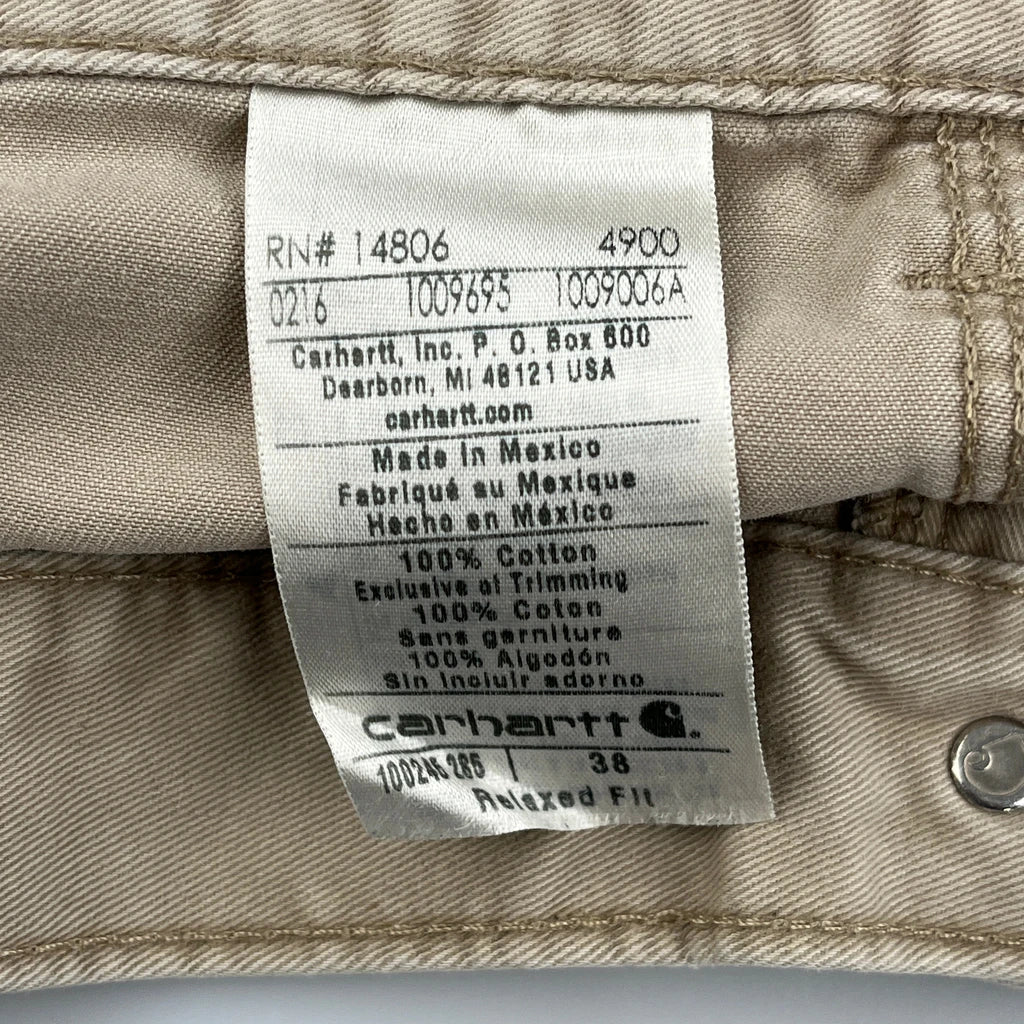 RN# 14806 4900
0216 1009695 1009006A
Carhartt, Inc. P. O. Box 600
Dearborn, MI 48121 USA
carhartt.com
Made in Mexico
Fabriqué au Mexique
Hecho en México
100% Cotton
Exclusive of Trimming
100% Coton
Sans garniture
100% Algodón
Sin incluir adorno
carhartt
100245 285 38
Relaxed Fit